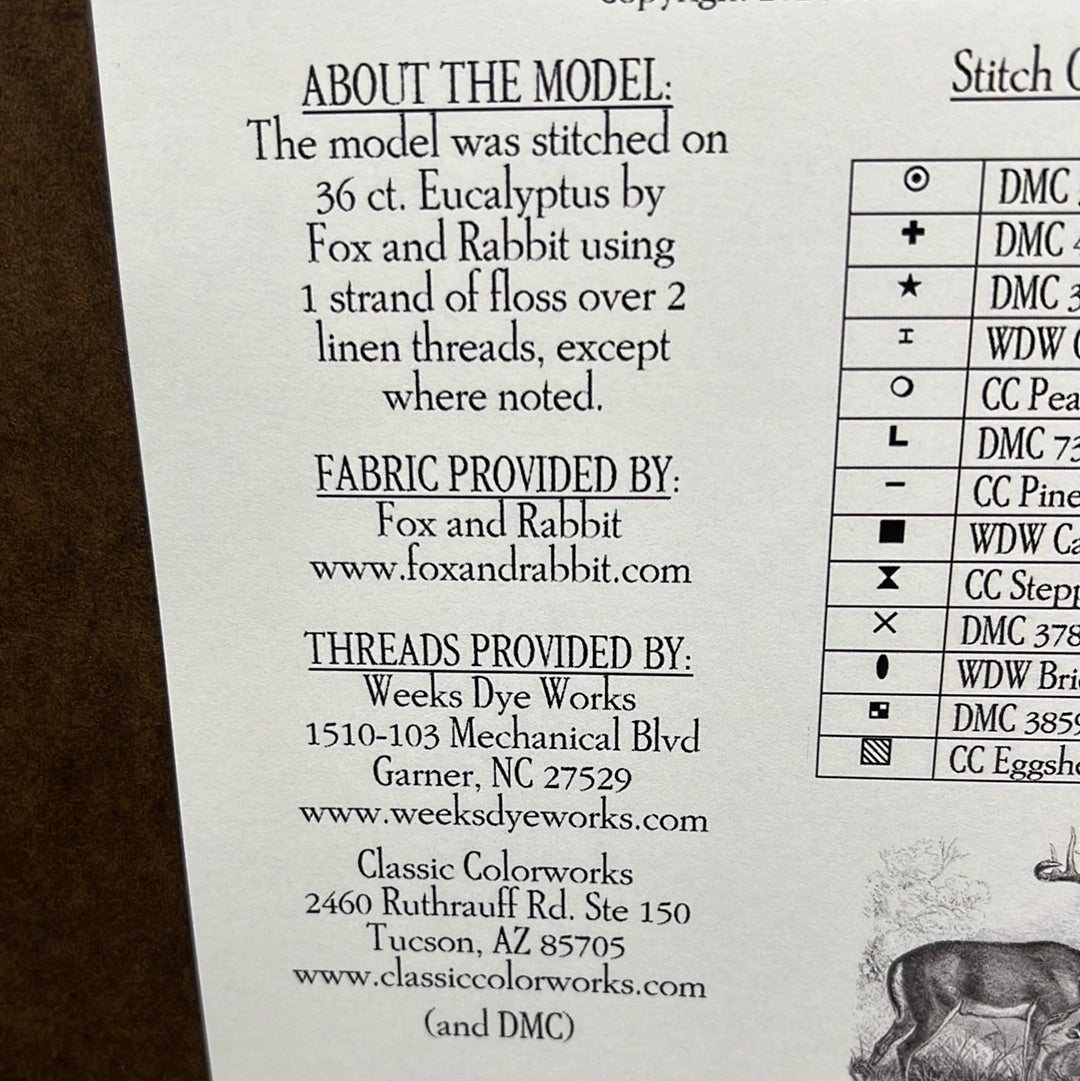 ABOUT THE MODEL:
The model was stitched on
36 ct. Eucalyptus by
Fox and Rabbit using
1 strand of floss over 2
linen threads, except
where noted.
FABRIC PROVIDED BY:
Fox and Rabbit
www.foxandrabbit.com
THREADS PROVIDED BY:
Weeks Dye Works
1510-103 Mechanical Blvd
Garner, NC 27529
www.weeksdyeworks.com
Classic Colorworks
2460 Ruthrauff Rd. Ste 150
Tucson, AZ 85705
www.classiccolorworks.com
(and DMC)
Stitch
DMC
DMC
DMC
WDW
CC
DMC
CC
WDW
CC
DMC
WDW
DMC
CC